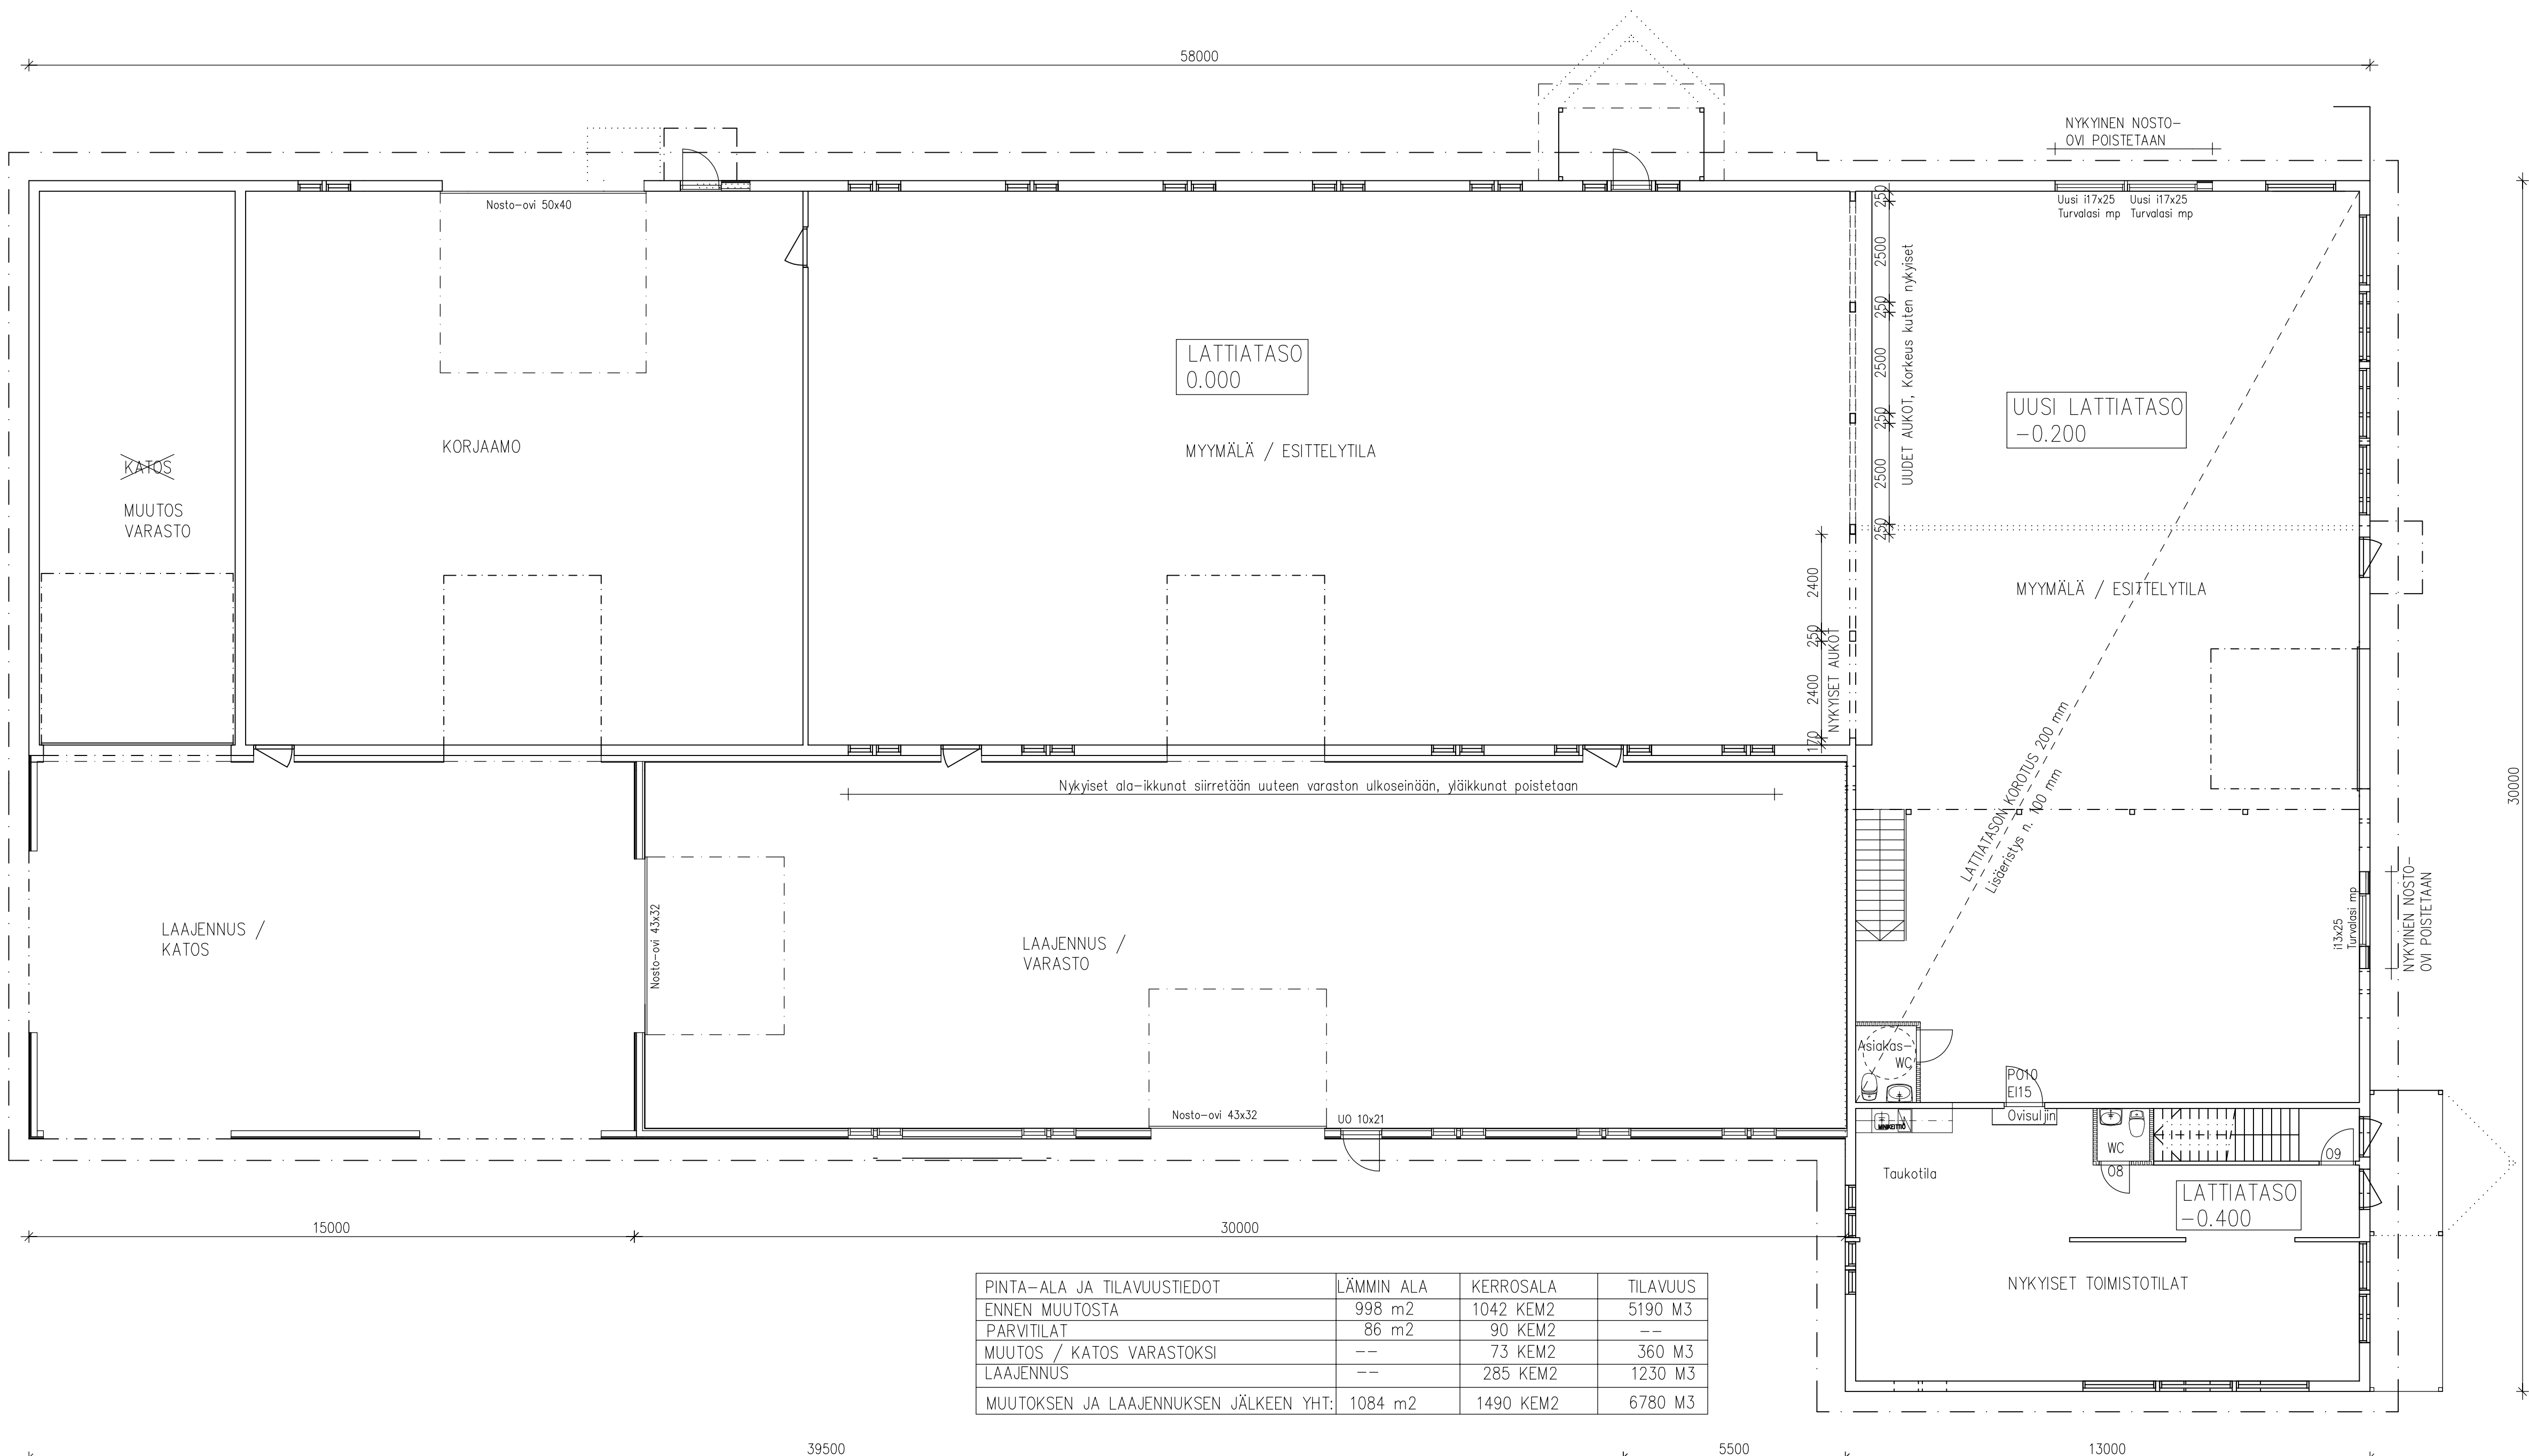 58000
NYKYINEN NOSTO-
OVI POISTETAAN
Nosto-ovi 50x40
Uusi i17x25 Uusi i17x25
Turvalasi mp Turvalasi mp
250
2500
250
2500
250
2500
250
UUDET AUKOT, Korkeus kuten nykyiset
LATTIATASO
0.000
UUSI LATTIATASO
-0.200
KORJAAMO
MYYMÄLÄ / ESITTELYTILA
KATOS
MUUTOS
VARASTO
2400
250
2400
170
NYKYISET AUKOT
MYYMÄLÄ / ESITTELYTILA
30000
LATTIATASON KOROTUS 200 mm
Lisäeristys n. 100 mm
Nykyiset ala-ikkunat siirretään uuteen varaston ulkoseinään, yläikkunat poistetaan
LAAJENNUS /
KATOS
Nosto-ovi 43x32
LAAJENNUS /
VARASTO
i13x25
Turvalasi mp
NYKYINEN NOSTO-
OVI POISTETAAN
Asiakas-
WC
PO10
EI15
Ovisuljin
MINIKEITTIÖ
Nosto-ovi 43x32
UO 10x21
WC
O8
O9
Taukotila
LATTIATASO
-0.400
15000
30000
NYKYISET TOIMISTOTILAT
PINTA-ALA JA TILAVUUSTIEDOT LÄMMIN ALA KERROSALA TILAVUUS
ENNEN MUUTOSTA 998 m2 1042 KEM2 5190 M3
PARVITILAT 86 m2 90 KEM2 --
MUUTOS / KATOS VARASTOKSI -- 73 KEM2 360 M3
LAAJENNUS -- 285 KEM2 1230 M3
MUUTOKSEN JA LAAJENNUKSEN JÄLKEEN YHT: 1084 m2 1490 KEM2 6780 M3
39500
5500
13000